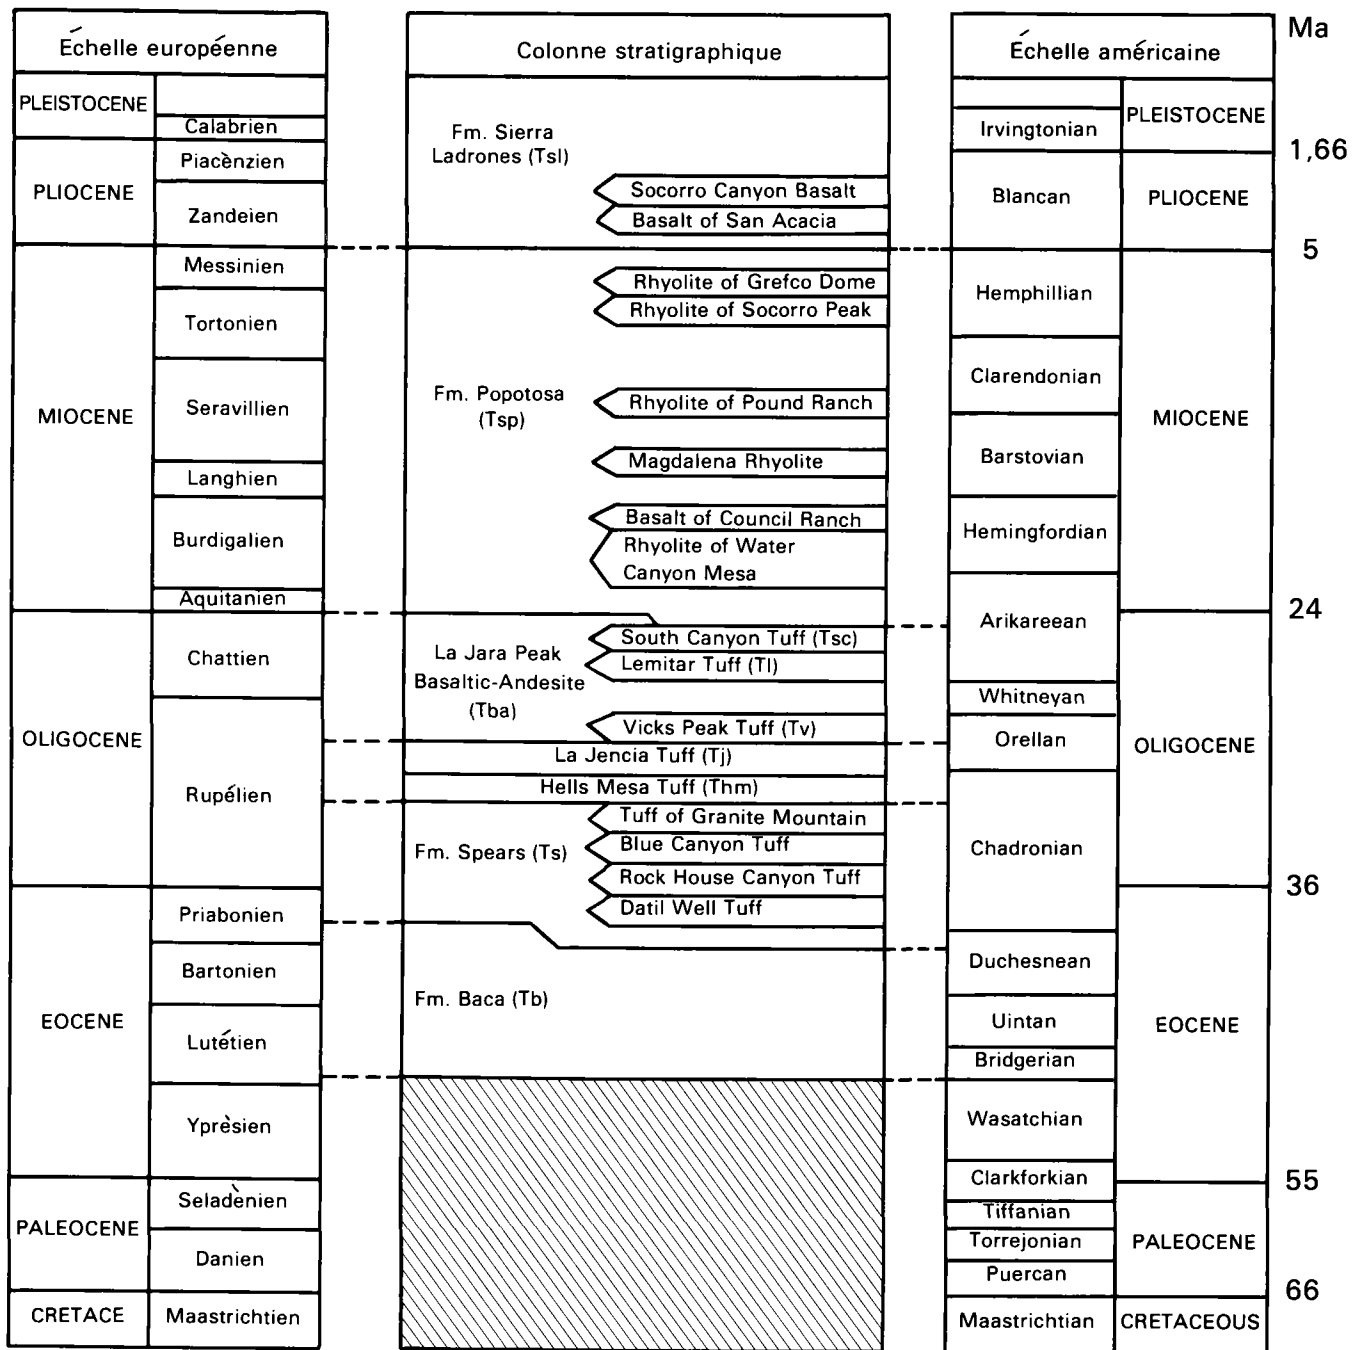 Échelle européenne
PLEISTOCENE
Calabrien
PLIOCENE
Piacènzien
Zandeien
MIOCENE
Messinien
Tortonien
Seravillien
Langhien
Burdigalien
Aquitanien
OLIGOCENE
Chattien
Rupélien
EOCENE
Priabonien
Bartonien
Lutétien
Yprèsien
PALEOCENE
Seladènien
Danien
CRETACE
Maastrichtien
Colonne stratigraphique
Fm. Sierra
Ladrones (Tsl)
Socorro Canyon Basalt
Basalt of San Acacia
Fm. Popotosa
(Tsp)
Rhyolite of Grefco Dome
Rhyolite of Socorro Peak
Rhyolite of Pound Ranch
Magdalena Rhyolite
Basalt of Council Ranch
Rhyolite of Water
Canyon Mesa
La Jara Peak
Basaltic-Andesite
(Tba)
South Canyon Tuff (Tsc)
Lemitar Tuff (Tl)
Vicks Peak Tuff (Tv)
La Jencia Tuff (Tj)
Hells Mesa Tuff (Thm)
Fm. Spears (Ts)
Tuff of Granite Mountain
Blue Canyon Tuff
Rock House Canyon Tuff
Datil Well Tuff
Fm. Baca (Tb)
Échelle américaine
Irvingtonian
Blancan
Hemphillian
Clarendonian
Barstovian
Hemingfordian
Arikareean
Whitneyan
Orellan
Chadronian
Duchesnean
Uintan
Bridgerian
Wasatchian
Clarkforkian
Tiffanian
Torrejonian
Puercan
Maastrichtian
PLEISTOCENE
PLIOCENE
MIOCENE
OLIGOCENE
EOCENE
PALEOCENE
CRETACEOUS
Ma
1,66
5
24
36
55
66